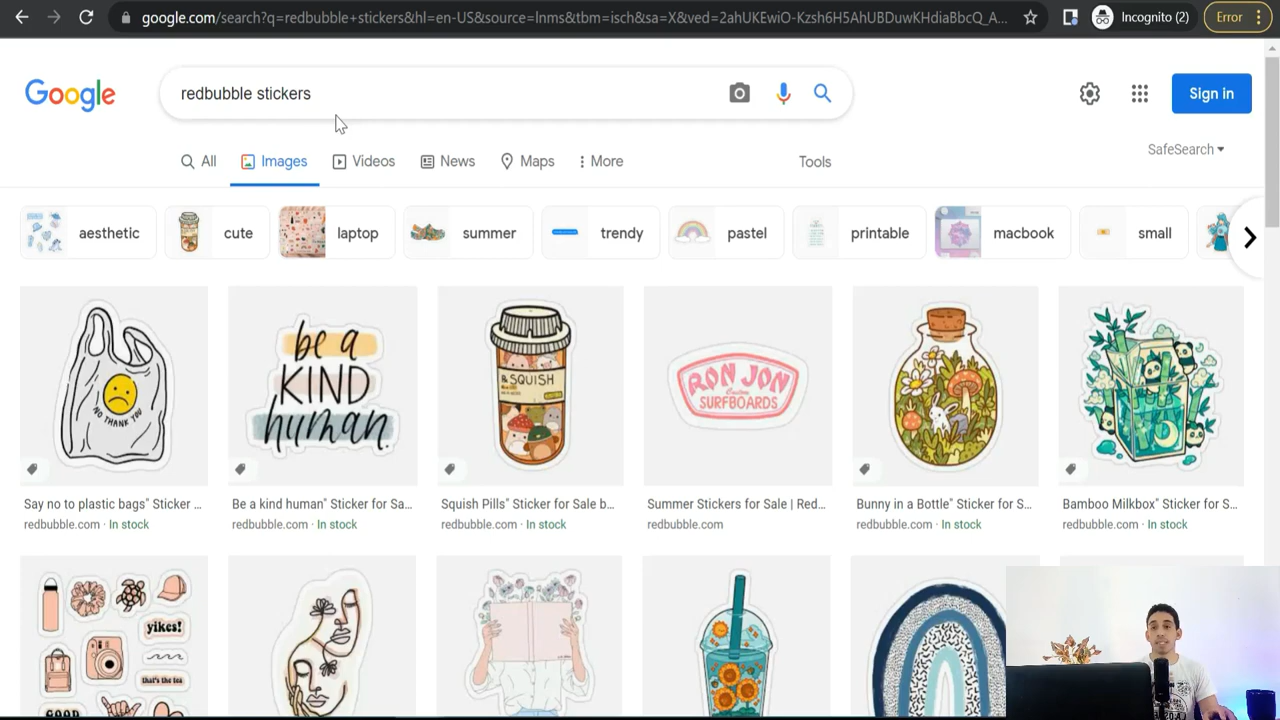 google.com/search?q=redbubble+stickers&hl=en-US&source=lnms&tbm=isch&sa=X&ved=2ahUKEwiO-Kzsh6H5AhUBDuwKHdiaBbcQ_A...
Incognito (2)
Error
Google
redbubble stickers
Sign in
All
Images
Videos
News
Maps
More
Tools
SafeSearch
aesthetic
cute
laptop
summer
trendy
pastel
printable
macbook
small
NO THANK YOU
be a
KIND
human.
& SQUISH
RON JON
Custom
SURFBOARDS
Say no to plastic bags" Sticker ...
Be a kind human" Sticker for Sa...
Squish Pills" Sticker for Sale b...
Summer Stickers for Sale | Red...
Bunny in a Bottle" Sticker for S...
Bamboo Milkbox" Sticker for S...
redbubble.com · In stock
redbubble.com · In stock
redbubble.com · In stock
redbubble.com
redbubble.com · In stock
redbubble.com · In stock
yikes!
that's the tea
GOOD